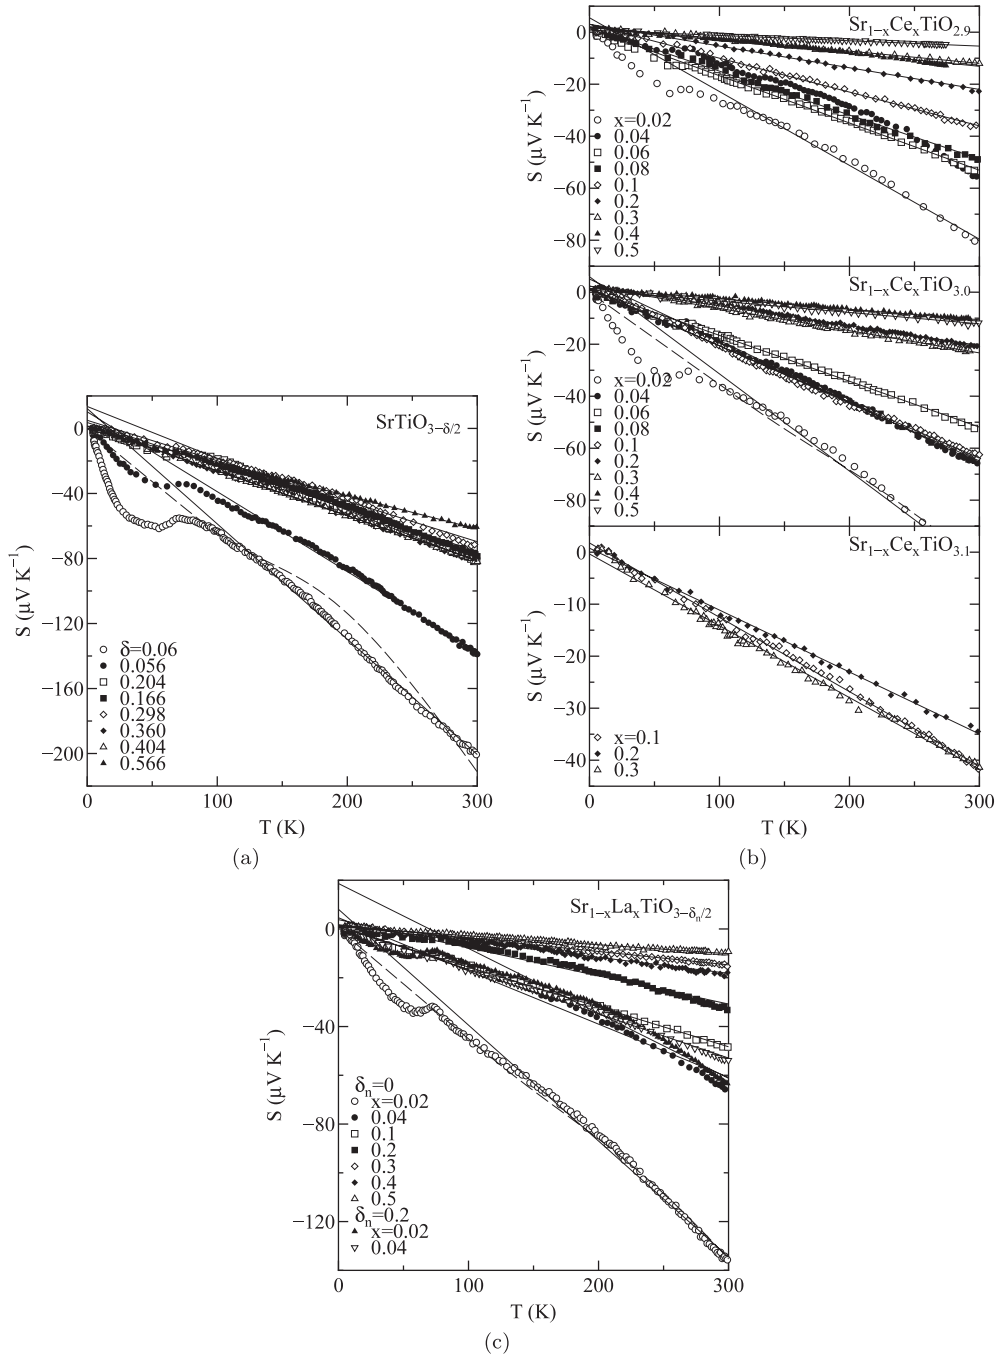 Sr1−xCexTiO2.9
0
−20
−40
−60
−80
S (μV K−1)
x=0.02
0.04
0.06
0.08
0.1
0.2
0.3
0.4
0.5
Sr1−xCexTiO3.0
0
−20
−40
−60
−80
S (μV K−1)
x=0.02
0.04
0.06
0.08
0.1
0.2
0.3
0.4
0.5
Sr1−xCexTiO3.1
0
−10
−20
−30
−40
S (μV K−1)
x=0.1
0.2
0.3
0 100 200 300
T (K)
(b)
SrTiO3−δ/2
0
−40
−80
−120
−160
−200
S (μV K−1)
δ=0.06
0.056
0.204
0.166
0.298
0.360
0.404
0.566
0 100 200 300
T (K)
(a)
Sr1−xLaxTiO3−δn/2
0
−40
−80
−120
S (μV K−1)
δn=0
x=0.02
0.04
0.1
0.2
0.3
0.4
0.5
δn=0.2
x=0.02
0.04
0 100 200 300
T (K)
(c)